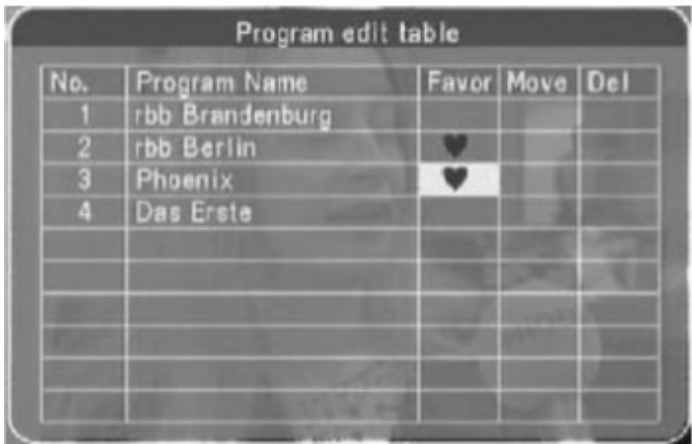 Program edit table
No. Program Name Favor Move Del
1 rbb Brandenburg
2 rbb Berlin ♥
3 Phoenix ♥
4 Das Erste